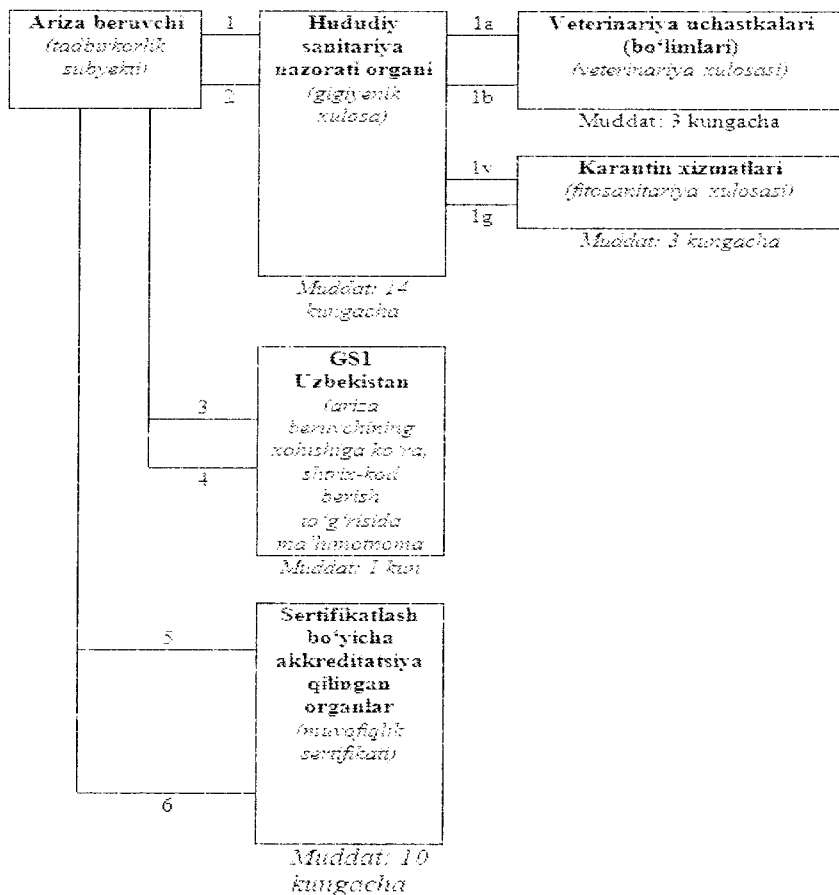 Ariza beruvchi
(tadbirkorlik
subyekti)
1
2
Hududiy
sanitariya
nazorati organi
(gigiyenik
xulosa)
Muddat: 14
kungacha
1a
1b
Veterinariya uchastkalari
(bo‘limlari)
(veterinariya xulosasi)
Muddat: 3 kungacha
1v
1g
Karantin xizmatlari
(fitosanitariya xulosasi)
Muddat: 3 kungacha
3
4
GS1
Uzbekistan
(ariza
beruvchining
xohishiga ko‘ra,
shtrix-kod
berish
to‘g‘risida
ma’lumotnoma
Muddat: 1 kun
5
6
Sertifikatlash
bo‘yicha
akkreditatsiya
qilingan
organlar
(muvofiqlik
sertifikati)
Muddat: 10
kungacha